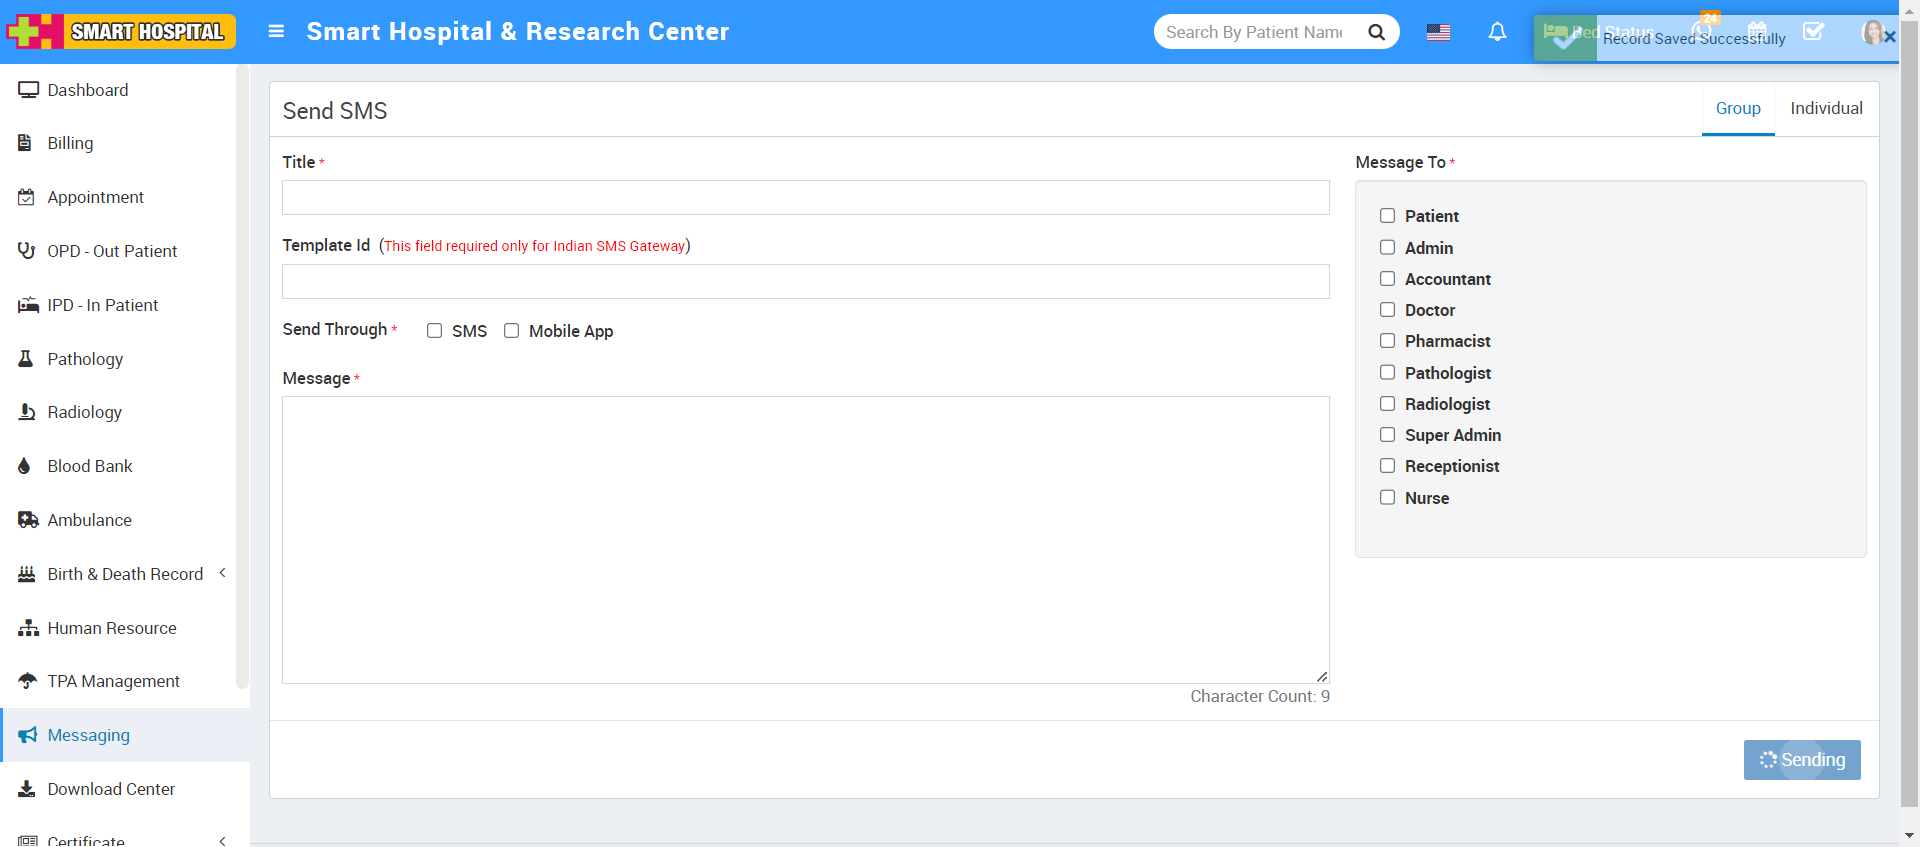 SMART HOSPITAL
Smart Hospital & Research Center
Search By Patient Name
Bed Status
24
Record Saved Successfully
Dashboard
Billing
Appointment
OPD - Out Patient
IPD - In Patient
Pathology
Radiology
Blood Bank
Ambulance
Birth & Death Record
Human Resource
TPA Management
Messaging
Download Center
Certificate
Send SMS
Group
Individual
Title *
Template Id (This field required only for Indian SMS Gateway)
Send Through * SMS Mobile App
Message *
Character Count: 9
Message To *
Patient
Admin
Accountant
Doctor
Pharmacist
Pathologist
Radiologist
Super Admin
Receptionist
Nurse
Sending